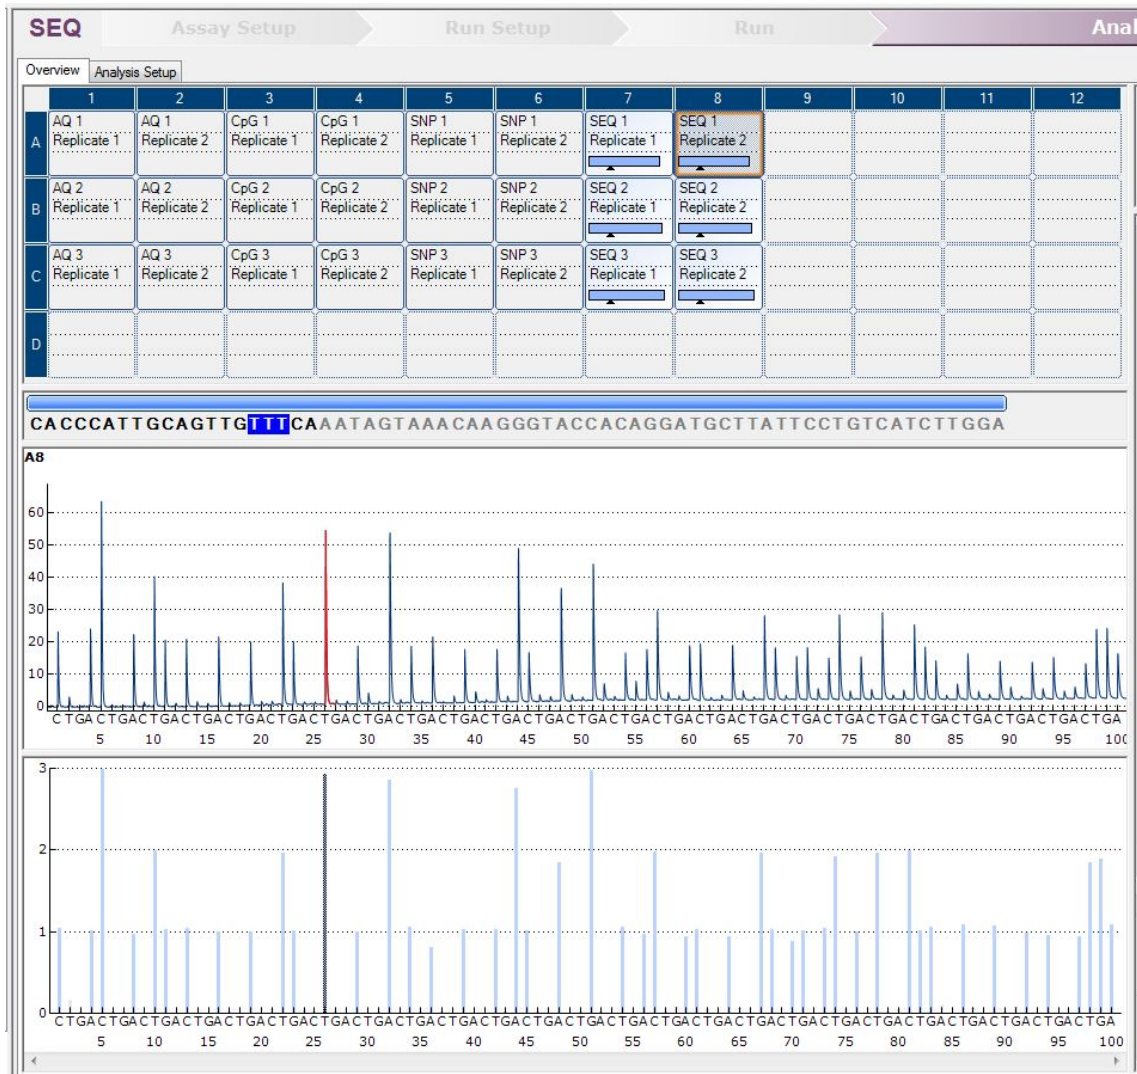 SEQ Assay Setup Run Setup Run Anal
Overview Analysis Setup
1 2 3 4 5 6 7 8 9 10 11 12
A
AQ 1 AQ 1 CpG 1 CpG 1 SNP 1 SNP 1 SEQ 1 SEQ 1
Replicate 1 Replicate 2 Replicate 1 Replicate 2 Replicate 1 Replicate 2 Replicate 1 Replicate 2
B
AQ 2 AQ 2 CpG 2 CpG 2 SNP 2 SNP 2 SEQ 2 SEQ 2
Replicate 1 Replicate 2 Replicate 1 Replicate 2 Replicate 1 Replicate 2 Replicate 1 Replicate 2
C
AQ 3 AQ 3 CpG 3 CpG 3 SNP 3 SNP 3 SEQ 3 SEQ 3
Replicate 1 Replicate 2 Replicate 1 Replicate 2 Replicate 1 Replicate 2 Replicate 1 Replicate 2
D
CACCCATTGCAGTTGTTTCAAATAGTAAACAAGGGTACCACAGGATGCTTATTCCTGTCATCTTGGA
A8
60
50
40
30
20
10
0
CTGACTGACTGACTGACTGACTGACTGACTGACTGACTGACTGACTGACTGACTGACTGACTGACTGACTGACTGACTGACTGACTGACTGACTGACTGA
5 10 15 20 25 30 35 40 45 50 55 60 65 70 75 80 85 90 95 100
3
2
1
0
CTGACTGACTGACTGACTGACTGACTGACTGACTGACTGACTGACTGACTGACTGACTGACTGACTGACTGACTGACTGACTGACTGACTGACTGACTGA
5 10 15 20 25 30 35 40 45 50 55 60 65 70 75 80 85 90 95 100